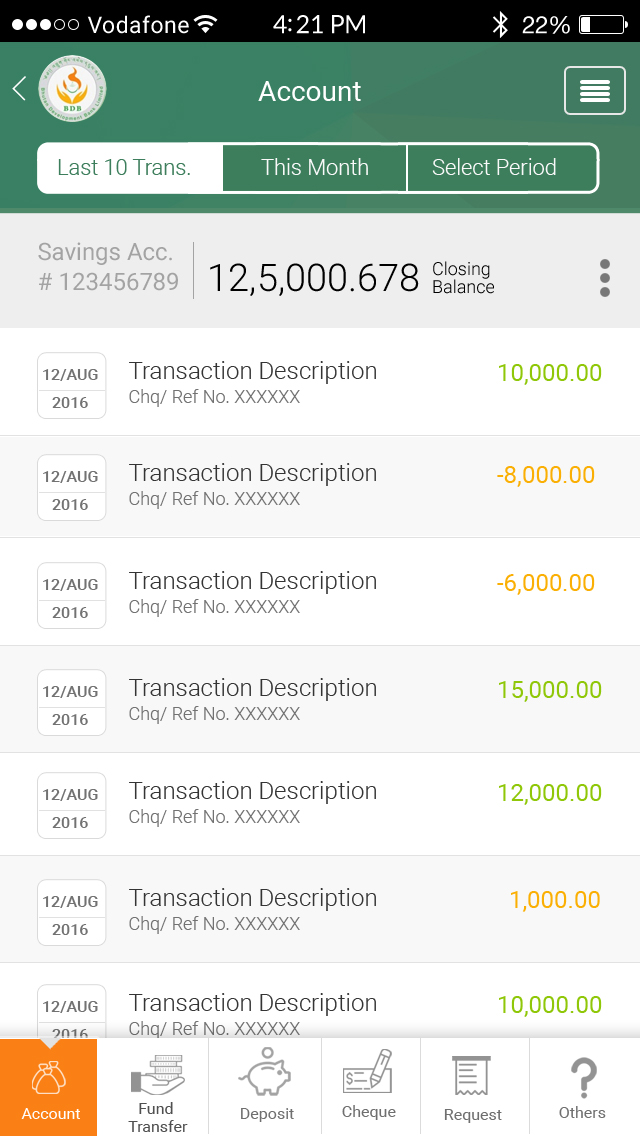 Vodafone 4:21 PM 22%
BDB
Account
Last 10 Trans. This Month Select Period
Savings Acc.
# 123456789
12,5,000.678
Closing
Balance
12/AUG
2016
Transaction Description
Chq/ Ref No. XXXXXX
10,000.00
12/AUG
2016
Transaction Description
Chq/ Ref No. XXXXXX
-8,000.00
12/AUG
2016
Transaction Description
Chq/ Ref No. XXXXXX
-6,000.00
12/AUG
2016
Transaction Description
Chq/ Ref No. XXXXXX
15,000.00
12/AUG
2016
Transaction Description
Chq/ Ref No. XXXXXX
12,000.00
12/AUG
2016
Transaction Description
Chq/ Ref No. XXXXXX
1,000.00
12/AUG
2016
Transaction Description
Chq/ Ref No. XXXXXX
10,000.00
Account
Fund
Transfer
Deposit
Cheque
Request
Others